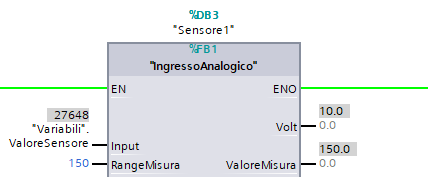 %DB3
"Sensore1"
%FB1
"IngressoAnalogico"
EN ENO
27648 10.0
"Variabili". Volt 0.0
ValoreSensore Input 150.0
150 RangeMisura ValoreMisura 0.0